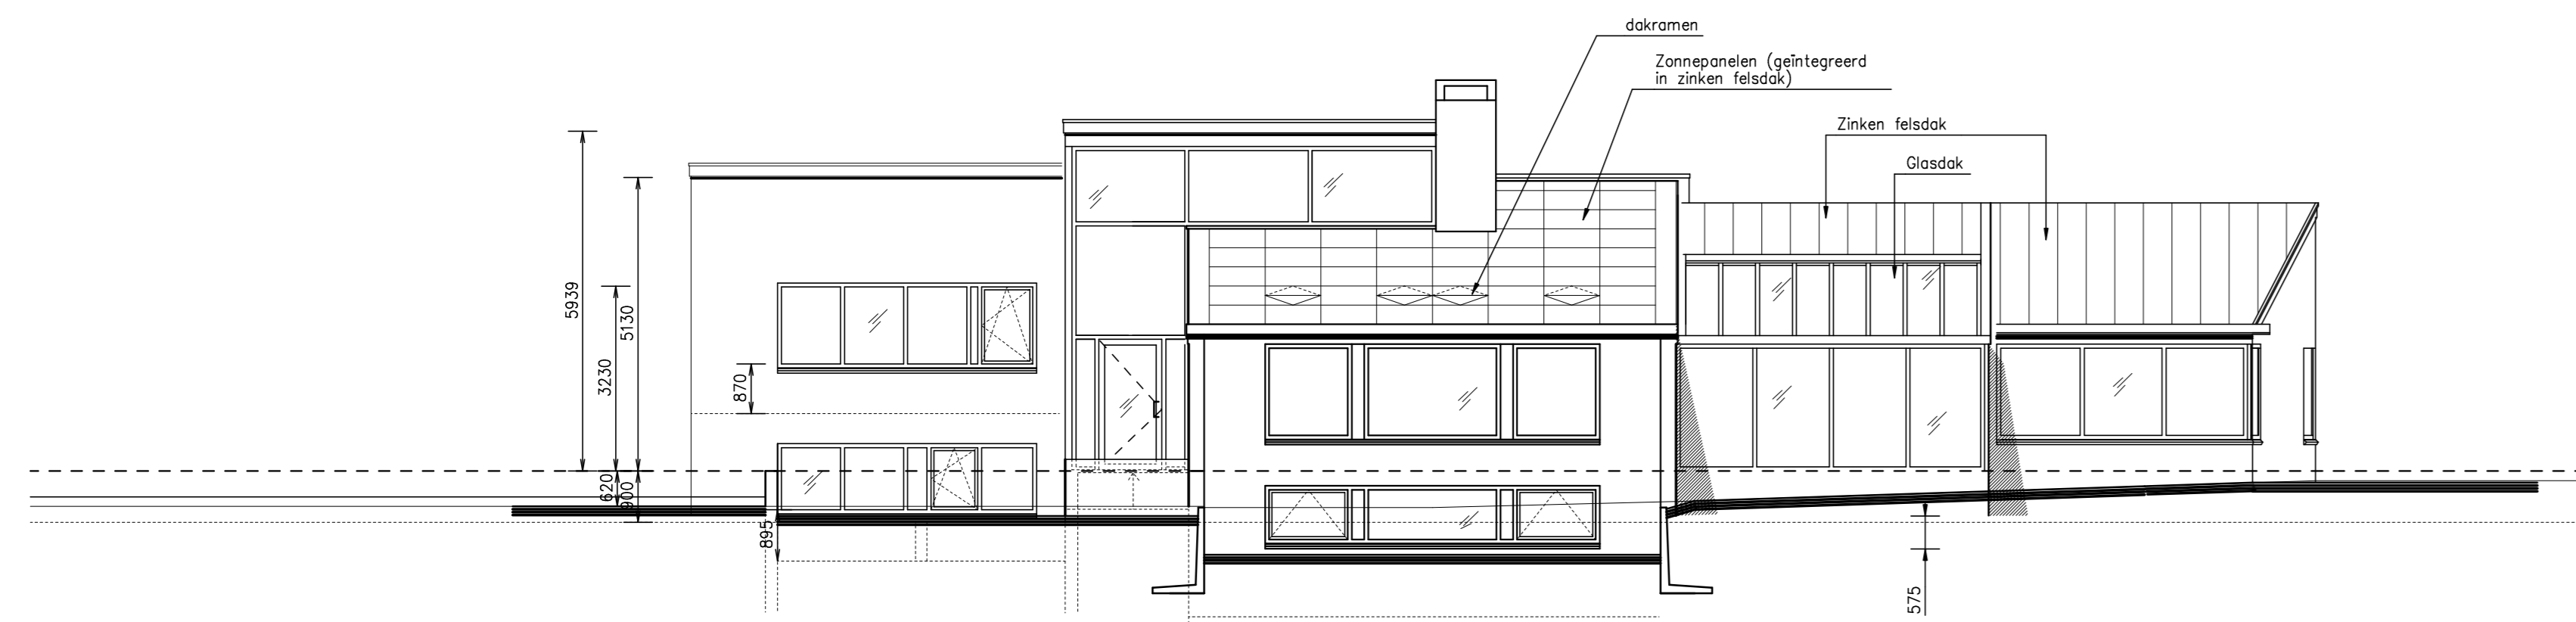 dakramen
Zonnepanelen (geïntegreerd
in zinken felsdak)
Zinken felsdak
Glasdak
5939
5130
3230
870
620
900
895
575